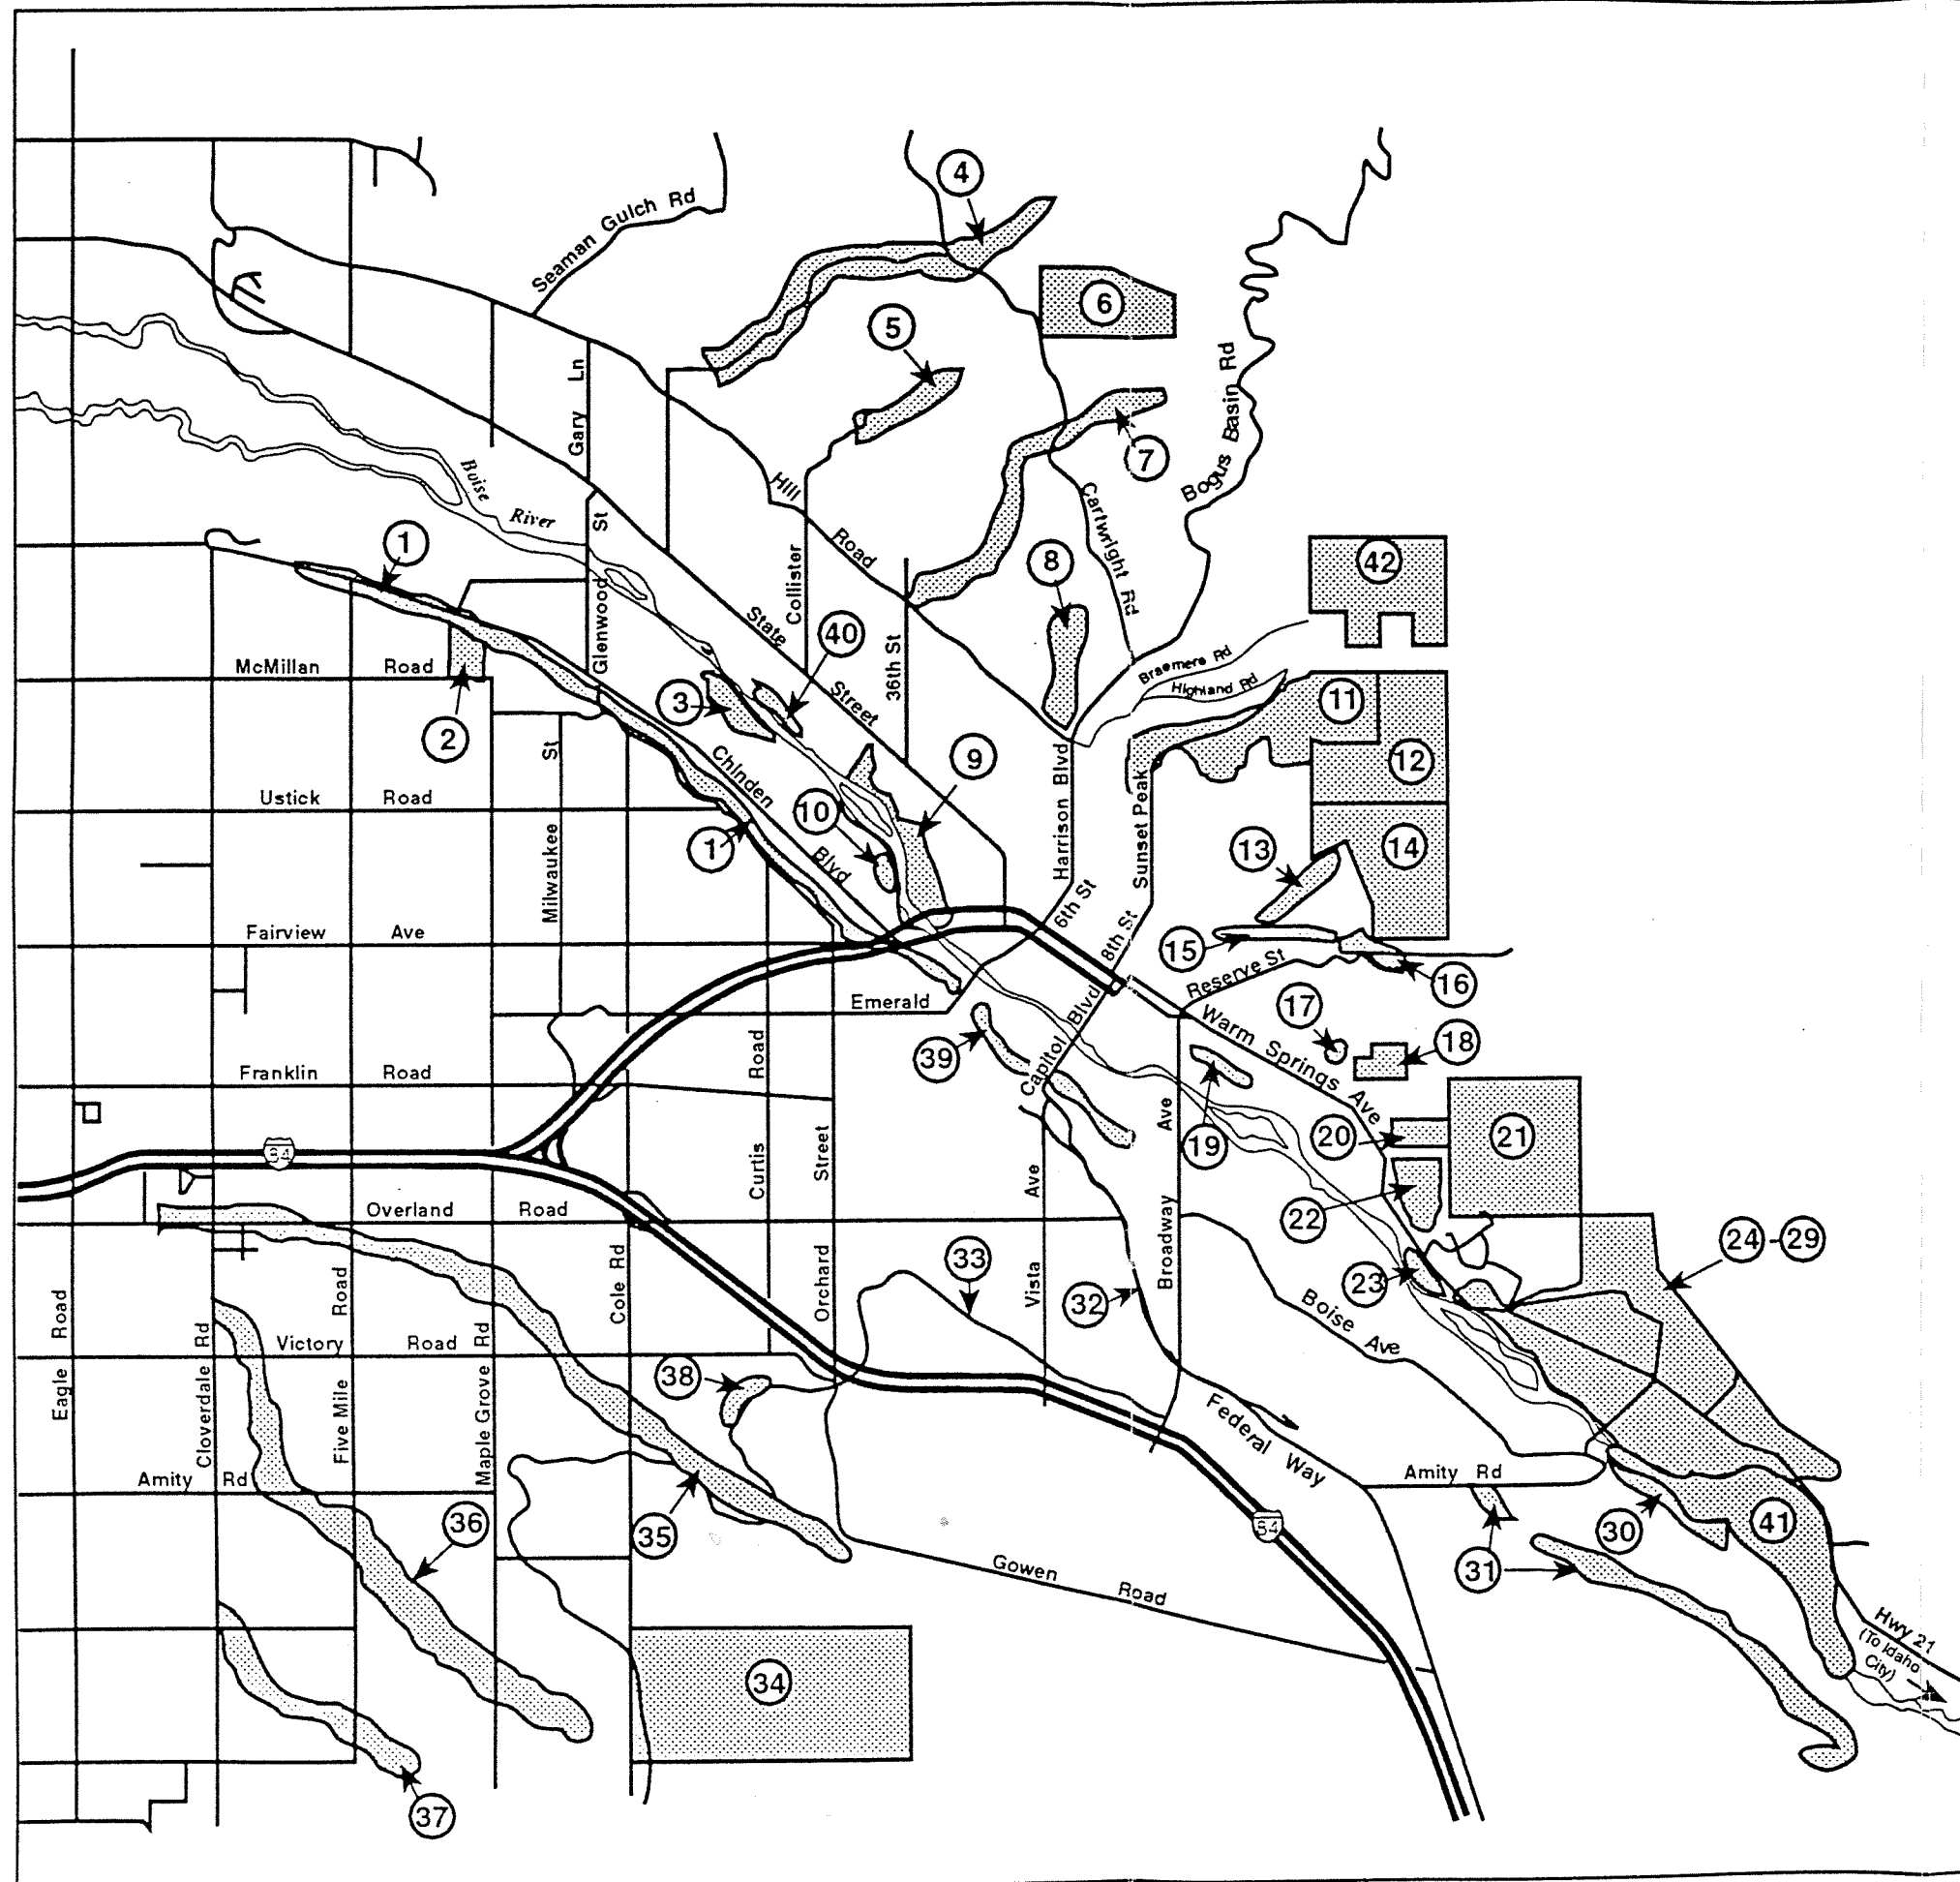 4
Seaman Gulch Rd
6
5
Gary Ln
Bogus Basin Rd
7
Boise
River
Hill
Road
Cartwright Rd
1
St
Glenwood
Collister
8
42
State
Street
40
36th St
Braemere Rd
Highland Rd
McMillan Road
2
3
11
St
Milwaukee
Chinden
Blvd
9
Harrison Blvd
Sunset Peak
12
Ustick Road
10
1
13
14
Fairview Ave
6th St
8th St
15
Reserve St
16
Emerald
Capitol Blvd
17
Warm Springs Ave
39
18
Franklin Road
Road
Curtis
Street
Orchard
Ave
Vista
Ave
Broadway
19
20
21
84
Overland Road
22
24 - 29
33
32
23
Boise Ave
Eagle Road
Cloverdale Rd
Road
Five Mile
Maple Grove Rd
Cole Rd
Victory Road
38
Federal Way
Amity Rd
Amity Rd
36
35
84
30
41
31
Gowen Road
Hwy 21
(To Idaho
City)
34
37